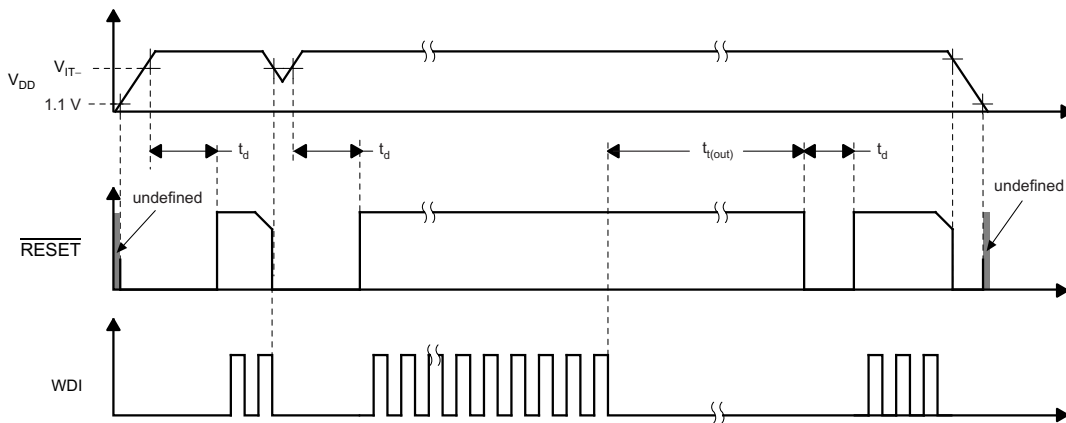 V_DD
V_IT–
1.1 V
t_d
t_d
t_t(out)
t_d
undefined
undefined
RESET
WDI